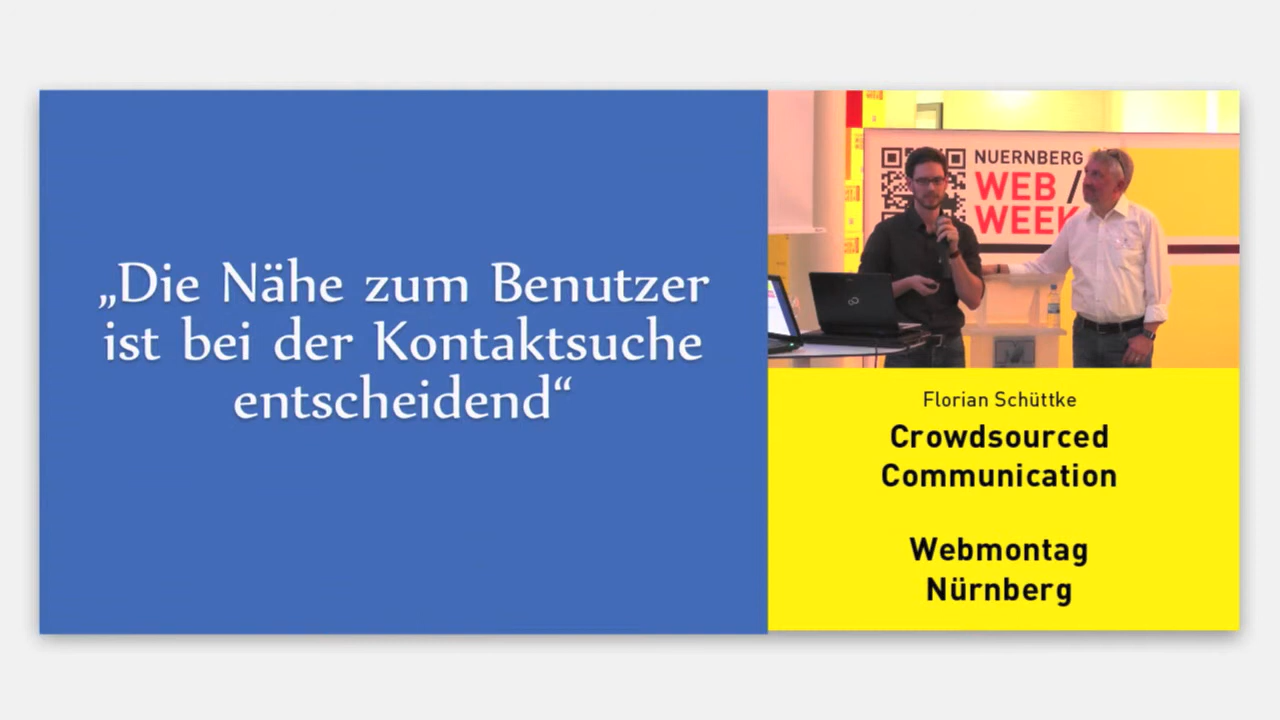 „Die Nähe zum Benutzer
ist bei der Kontaktsuche
entscheidend“
NUERNBERG
WEB /
WEEK
Florian Schüttke
Crowdsourced
Communication
Webmontag
Nürnberg